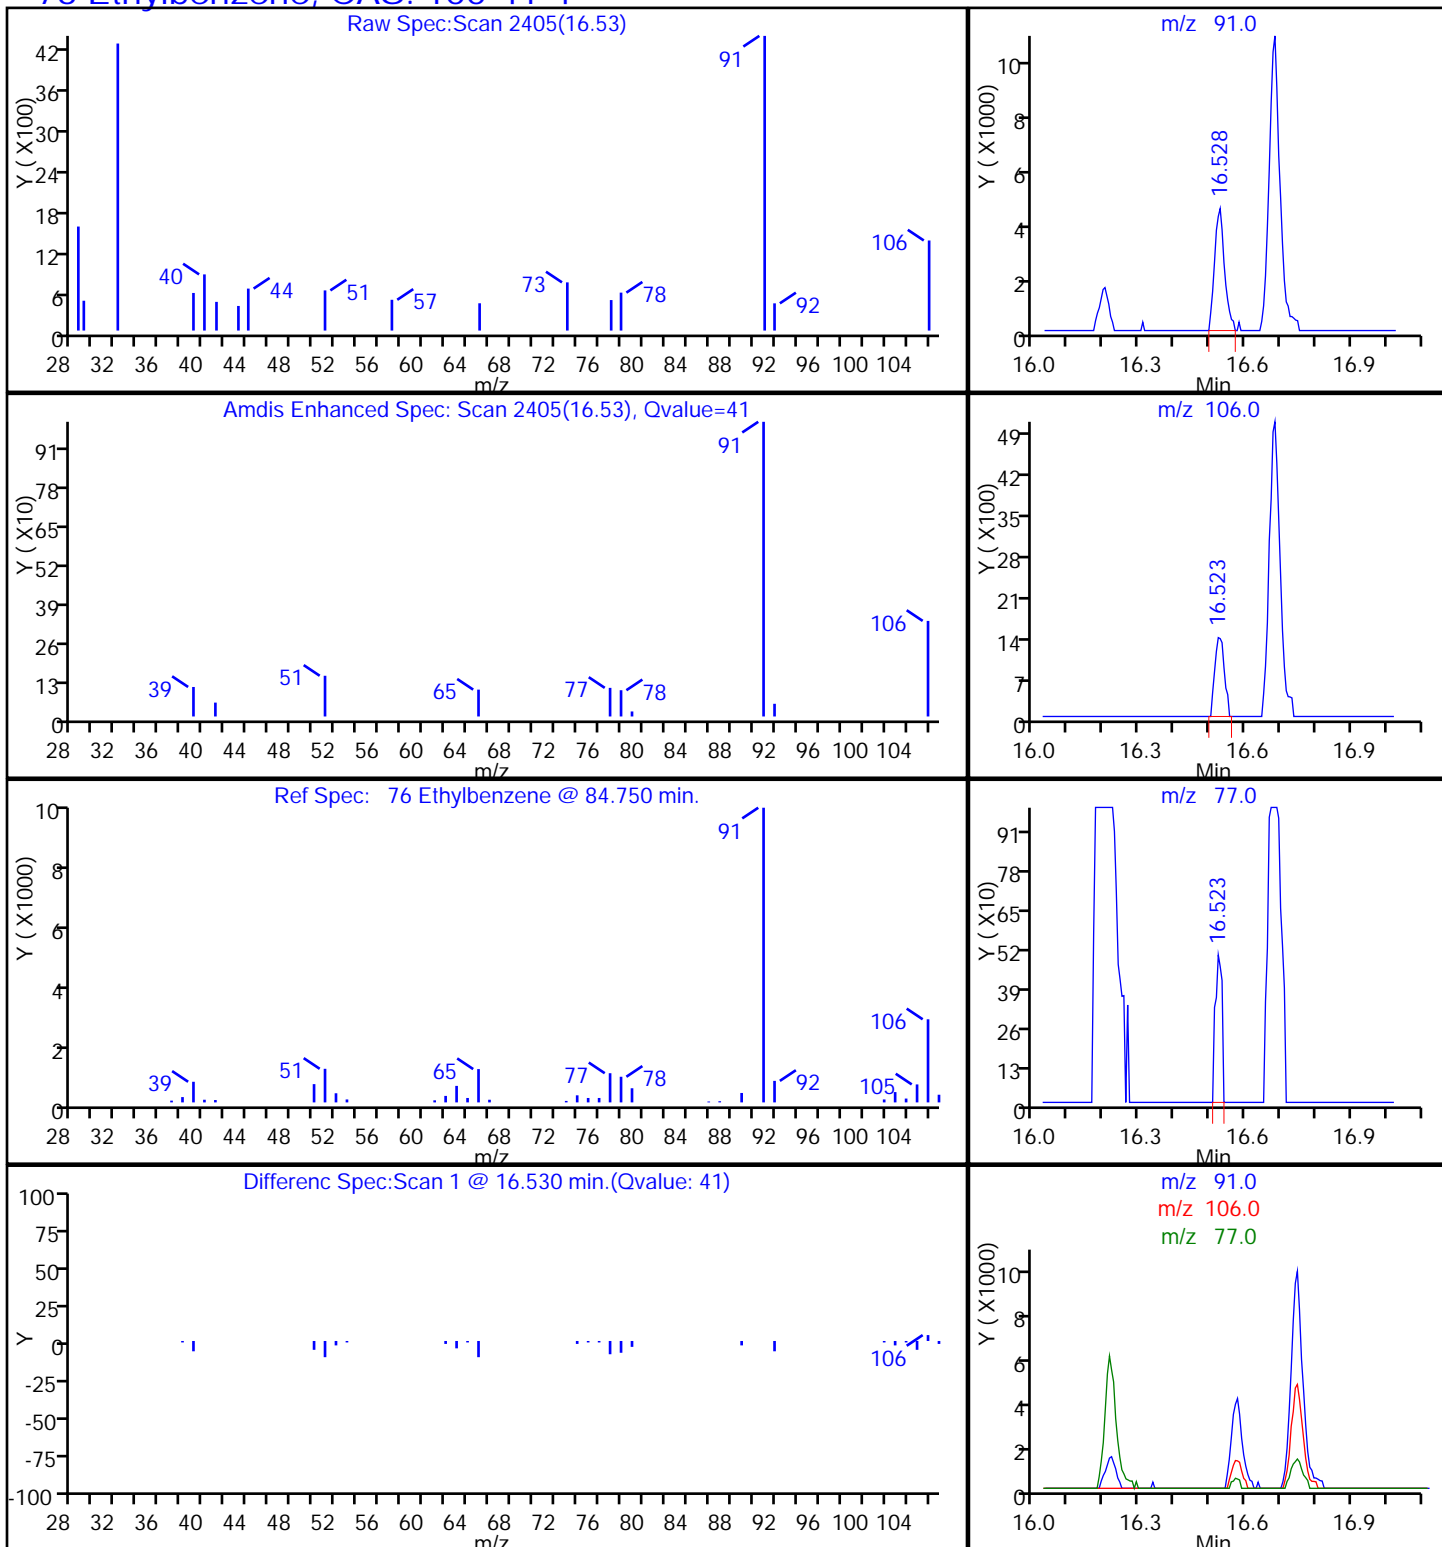 Raw Spec:Scan 2405(16.53)
Y ( X100)
42
36
30
24
18
12
6
0
91
106
40
44
51
57
73
78
92
28 32 36 40 44 48 52 56 60 64 68 72 76 80 84 88 92 96 100 104
m/z
m/z 91.0
Y ( X1000)
10
8
6
4
2
0
16.528
16.0 16.3 16.6 16.9
Min
Amdis Enhanced Spec: Scan 2405(16.53), Qvalue=41
Y ( X10)
91
78
65
52
39
26
13
0
91
106
39
51
65
77
78
28 32 36 40 44 48 52 56 60 64 68 72 76 80 84 88 92 96 100 104
m/z
m/z 106.0
Y ( X100)
49
42
35
28
21
14
7
0
16.523
16.0 16.3 16.6 16.9
Min
Ref Spec: 76 Ethylbenzene @ 84.750 min.
Y ( X1000)
10
8
6
4
2
0
91
106
39
51
65
77
78
92
105
28 32 36 40 44 48 52 56 60 64 68 72 76 80 84 88 92 96 100 104
m/z
m/z 77.0
Y ( X10)
91
78
65
52
39
26
13
0
16.523
16.0 16.3 16.6 16.9
Min
Differenc Spec:Scan 1 @ 16.530 min.(Qvalue: 41)
Y
100
75
50
25
0
-25
-50
-75
-100
106
28 32 36 40 44 48 52 56 60 64 68 72 76 80 84 88 92 96 100 104
m/z
m/z 91.0
m/z 106.0
m/z 77.0
Y ( X1000)
10
8
6
4
2
0
16.0 16.3 16.6 16.9
Min